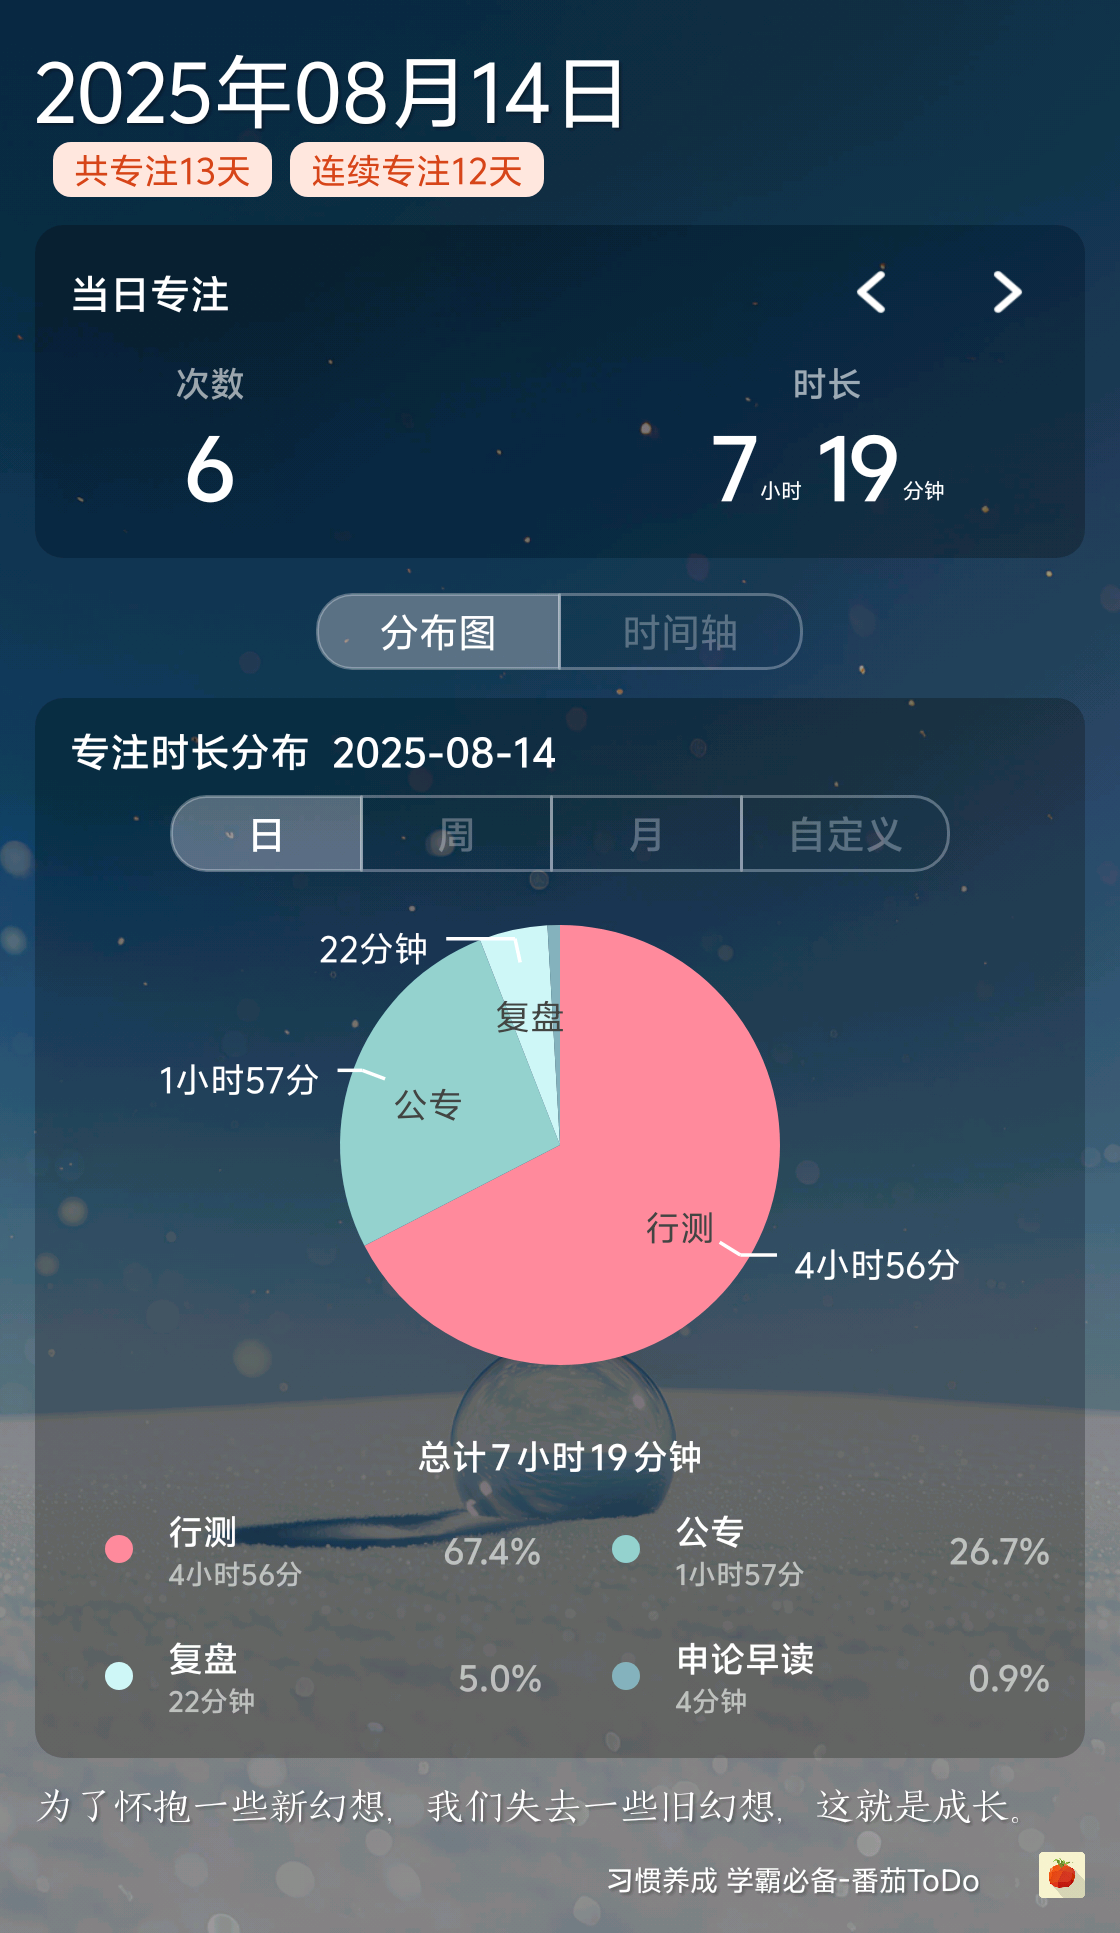 2025年08月14日
共专注13天 连续专注12天
当日专注
次数 时长
6 7小时 19分钟
分布图 时间轴
专注时长分布 2025-08-14
日 周 月 自定义
22分钟
复盘
1小时57分
公专
行测
4小时56分
总计7小时19分钟
行测 67.4% 公专 26.7%
4小时56分 1小时57分
复盘 5.0% 申论早读 0.9%
22分钟 4分钟
为了怀抱一些新幻想，我们失去一些旧幻想，这就是成长。
习惯养成 学霸必备-番茄ToDo